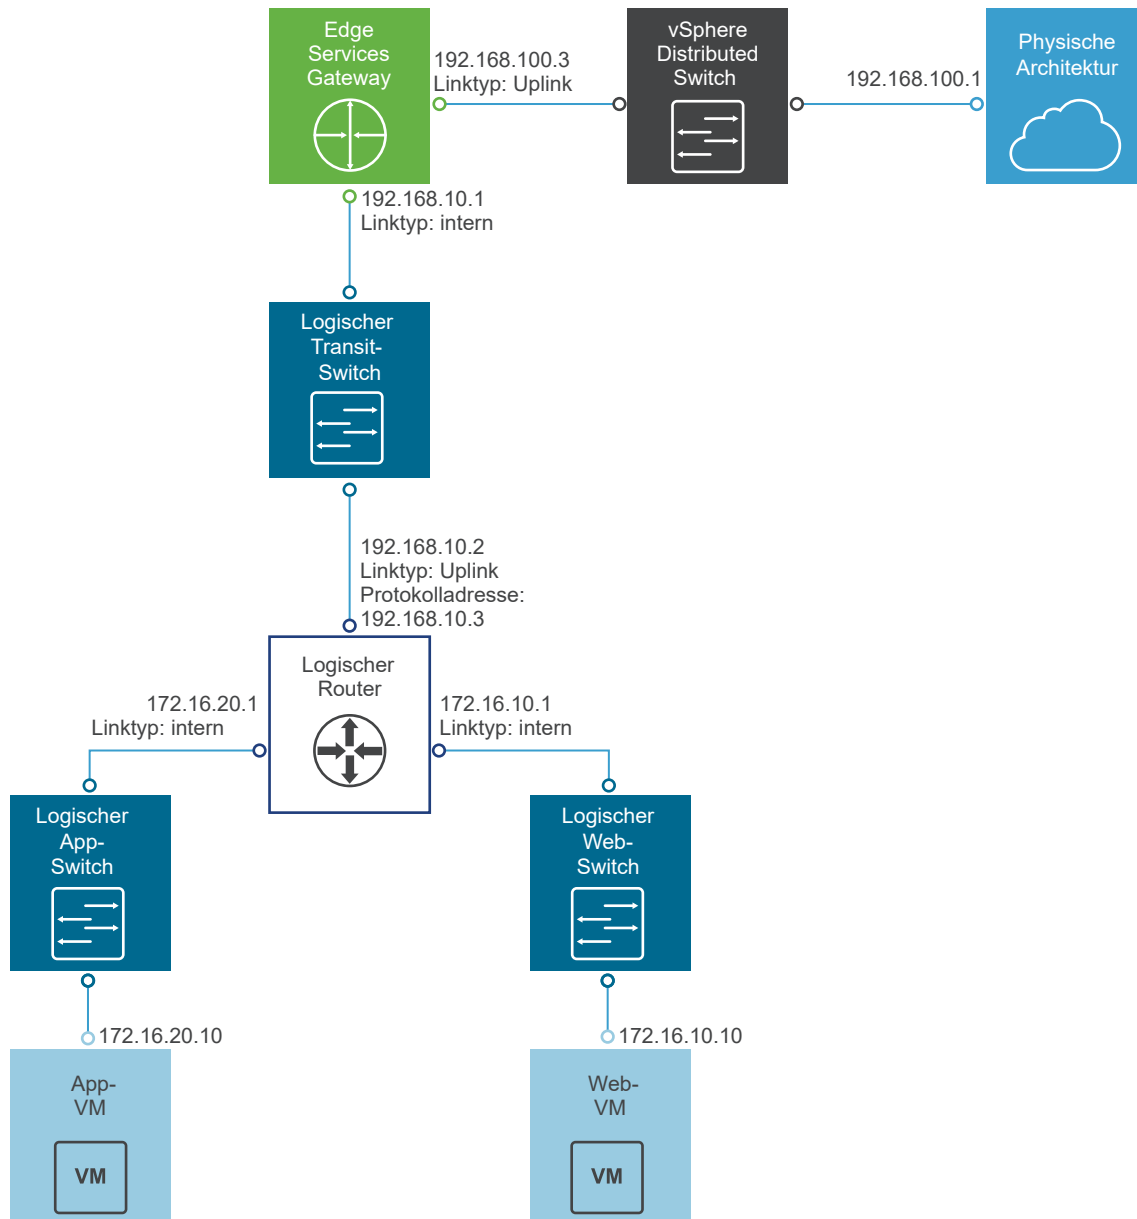 Edge
Services
Gateway
192.168.100.3
Linktyp: Uplink
vSphere
Distributed
Switch
192.168.100.1
Physische
Architektur
192.168.10.1
Linktyp: intern
Logischer
Transit-
Switch
192.168.10.2
Linktyp: Uplink
Protokolladresse:
192.168.10.3
Logischer
Router
172.16.20.1
Linktyp: intern
172.16.10.1
Linktyp: intern
Logischer
App-
Switch
Logischer
Web-
Switch
172.16.20.10
172.16.10.10
App-
VM
VM
Web-
VM
VM